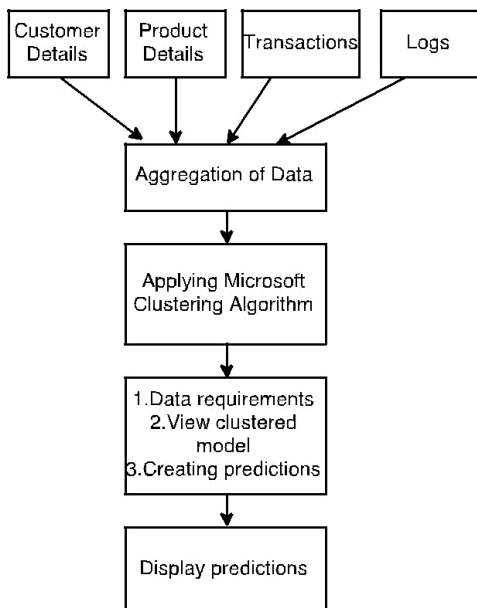 Customer
Details
Product
Details
Transactions
Logs
Aggregation of Data
Applying Microsoft
Clustering Algorithm
1.Data requirements
2.View clustered
model
3.Creating predictions
Display predictions